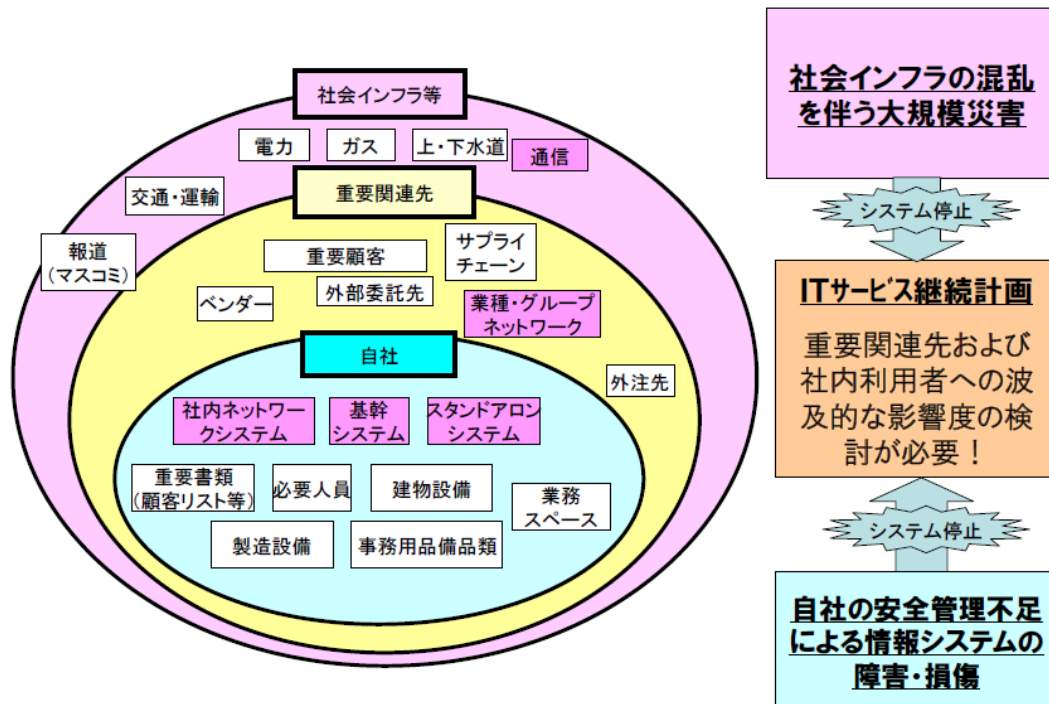 社会インフラ等
電力
ガス
上・下水道
通信
交通・運輸
報道
(マスコミ)
重要関連先
重要顧客
サプライ
チェーン
外部委託先
ベンダー
業種・グループ
ネットワーク
外注先
自社
社内ネットワー
クシステム
基幹
システム
スタンドアロン
システム
重要書類
(顧客リスト等)
必要人員
建物設備
業務
スペース
製造設備
事務用品備品類
社会インフラの混乱
を伴う大規模災害
システム停止
ITサービス継続計画
重要関連先および
社内利用者への波
及的な影響度の検
討が必要！
システム停止
自社の安全管理不足
による情報システムの
障害・損傷